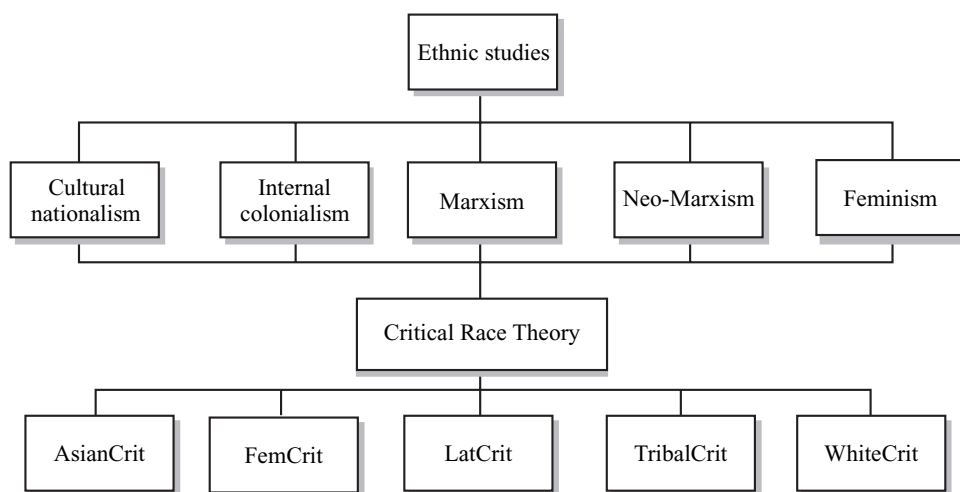 Ethnic studies
Cultural
nationalism
Internal
colonialism
Marxism
Neo-Marxism
Feminism
Critical Race Theory
AsianCrit
FemCrit
LatCrit
TribalCrit
WhiteCrit